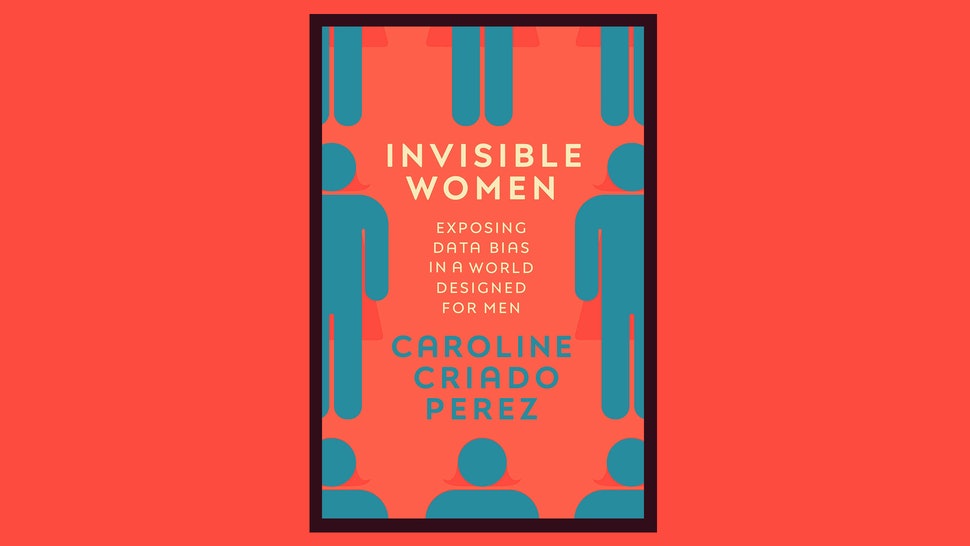 INVISIBLE
WOMEN
EXPOSING
DATA BIAS
IN A WORLD
DESIGNED
FOR MEN
CAROLINE
CRIADO
PEREZ